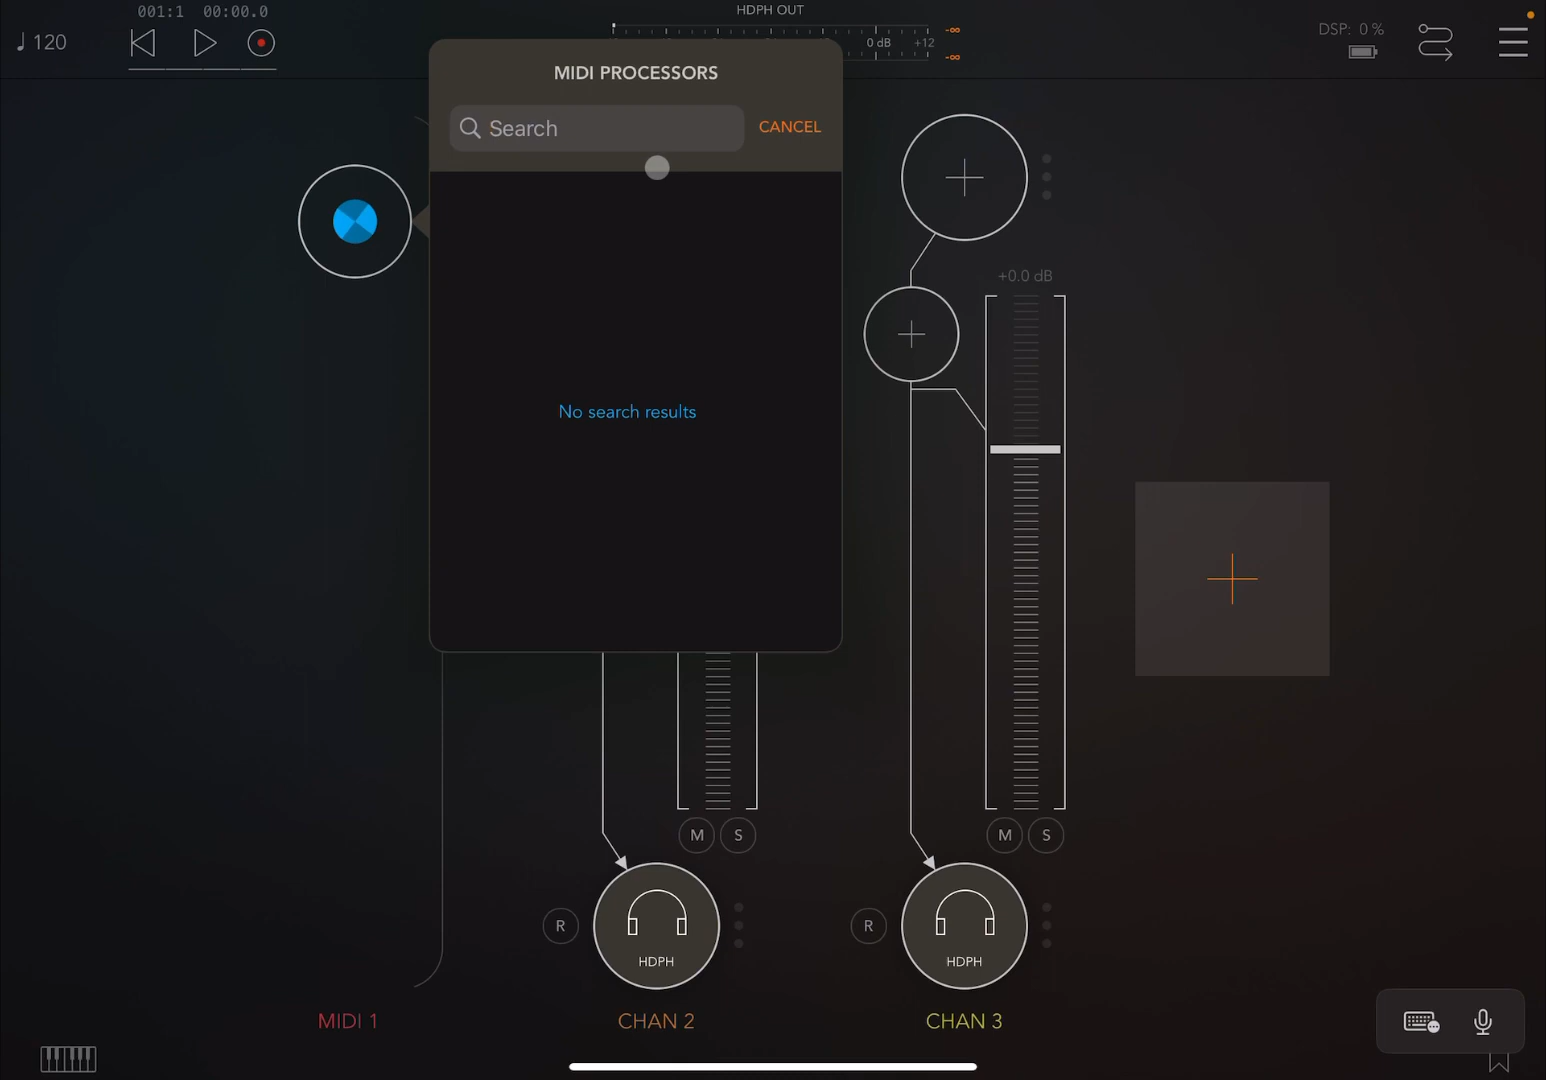 001:1 00:00.0
HDPH OUT
120
DSP: 0 %
0 dB +12
-∞
-∞
MIDI PROCESSORS
Search
CANCEL
No search results
+0.0 dB
M S
M S
R
HDPH
R
HDPH
MIDI 1
CHAN 2
CHAN 3